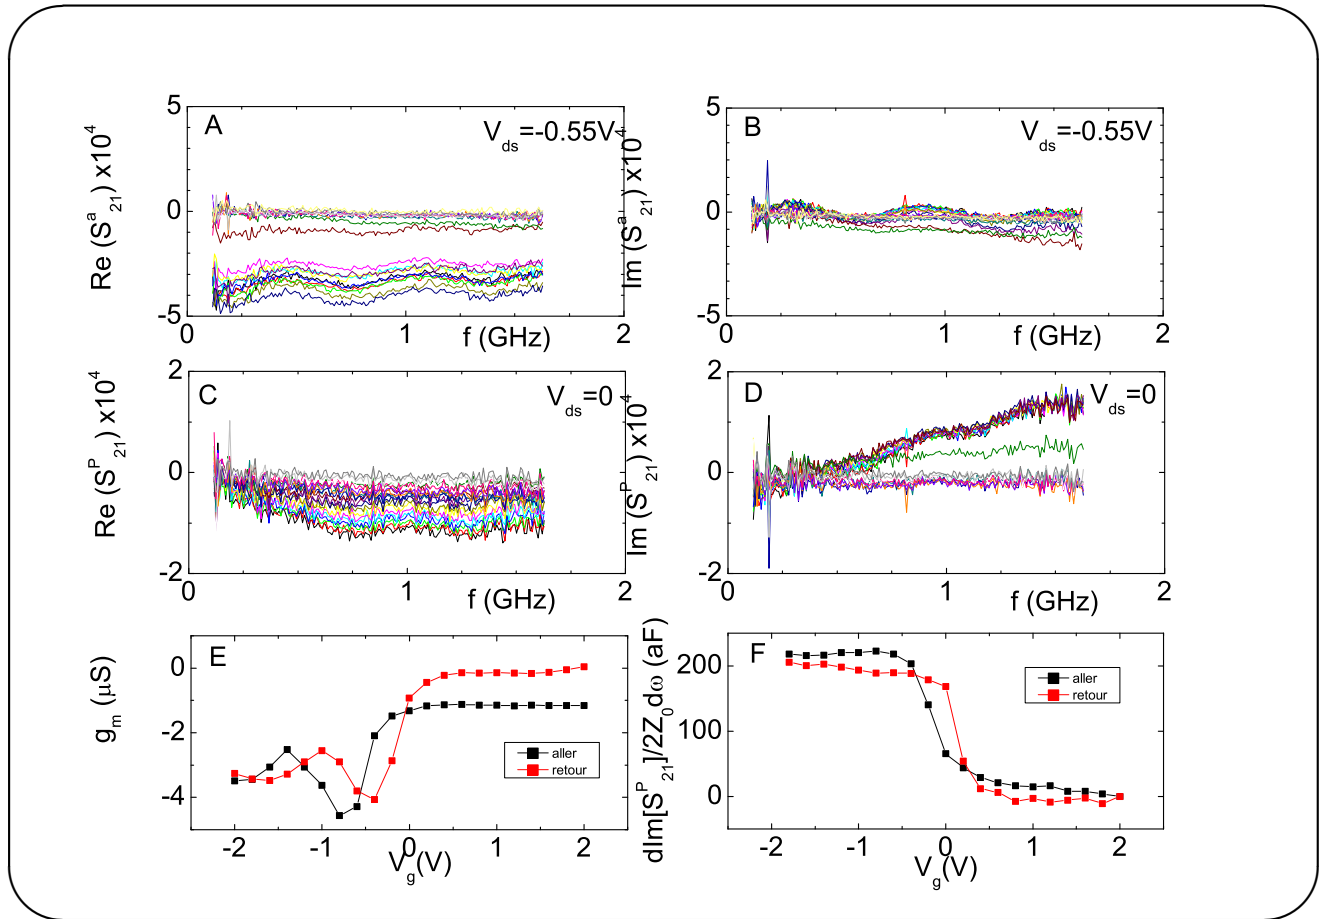 A
V_ds=-0.55V
Re (S^a_21) x10^4
5
0
-5
0
1
2
f (GHz)
B
V_ds=-0.55V
Im (S^a_21) x10^4
5
0
-5
0
1
2
f (GHz)
C
V_ds=0
Re (S^P_21) x10^4
2
0
-2
0
1
2
f (GHz)
D
V_ds=0
Im (S^P_21) x10^4
2
0
-2
0
1
2
f (GHz)
E
g_m (μS)
0
-2
-4
aller
retour
-2
-1
0
1
2
V_g(V)
F
dIm[S^P_21]/2Z_0dω (aF)
200
100
0
aller
retour
-2
-1
0
1
2
V_g(V)